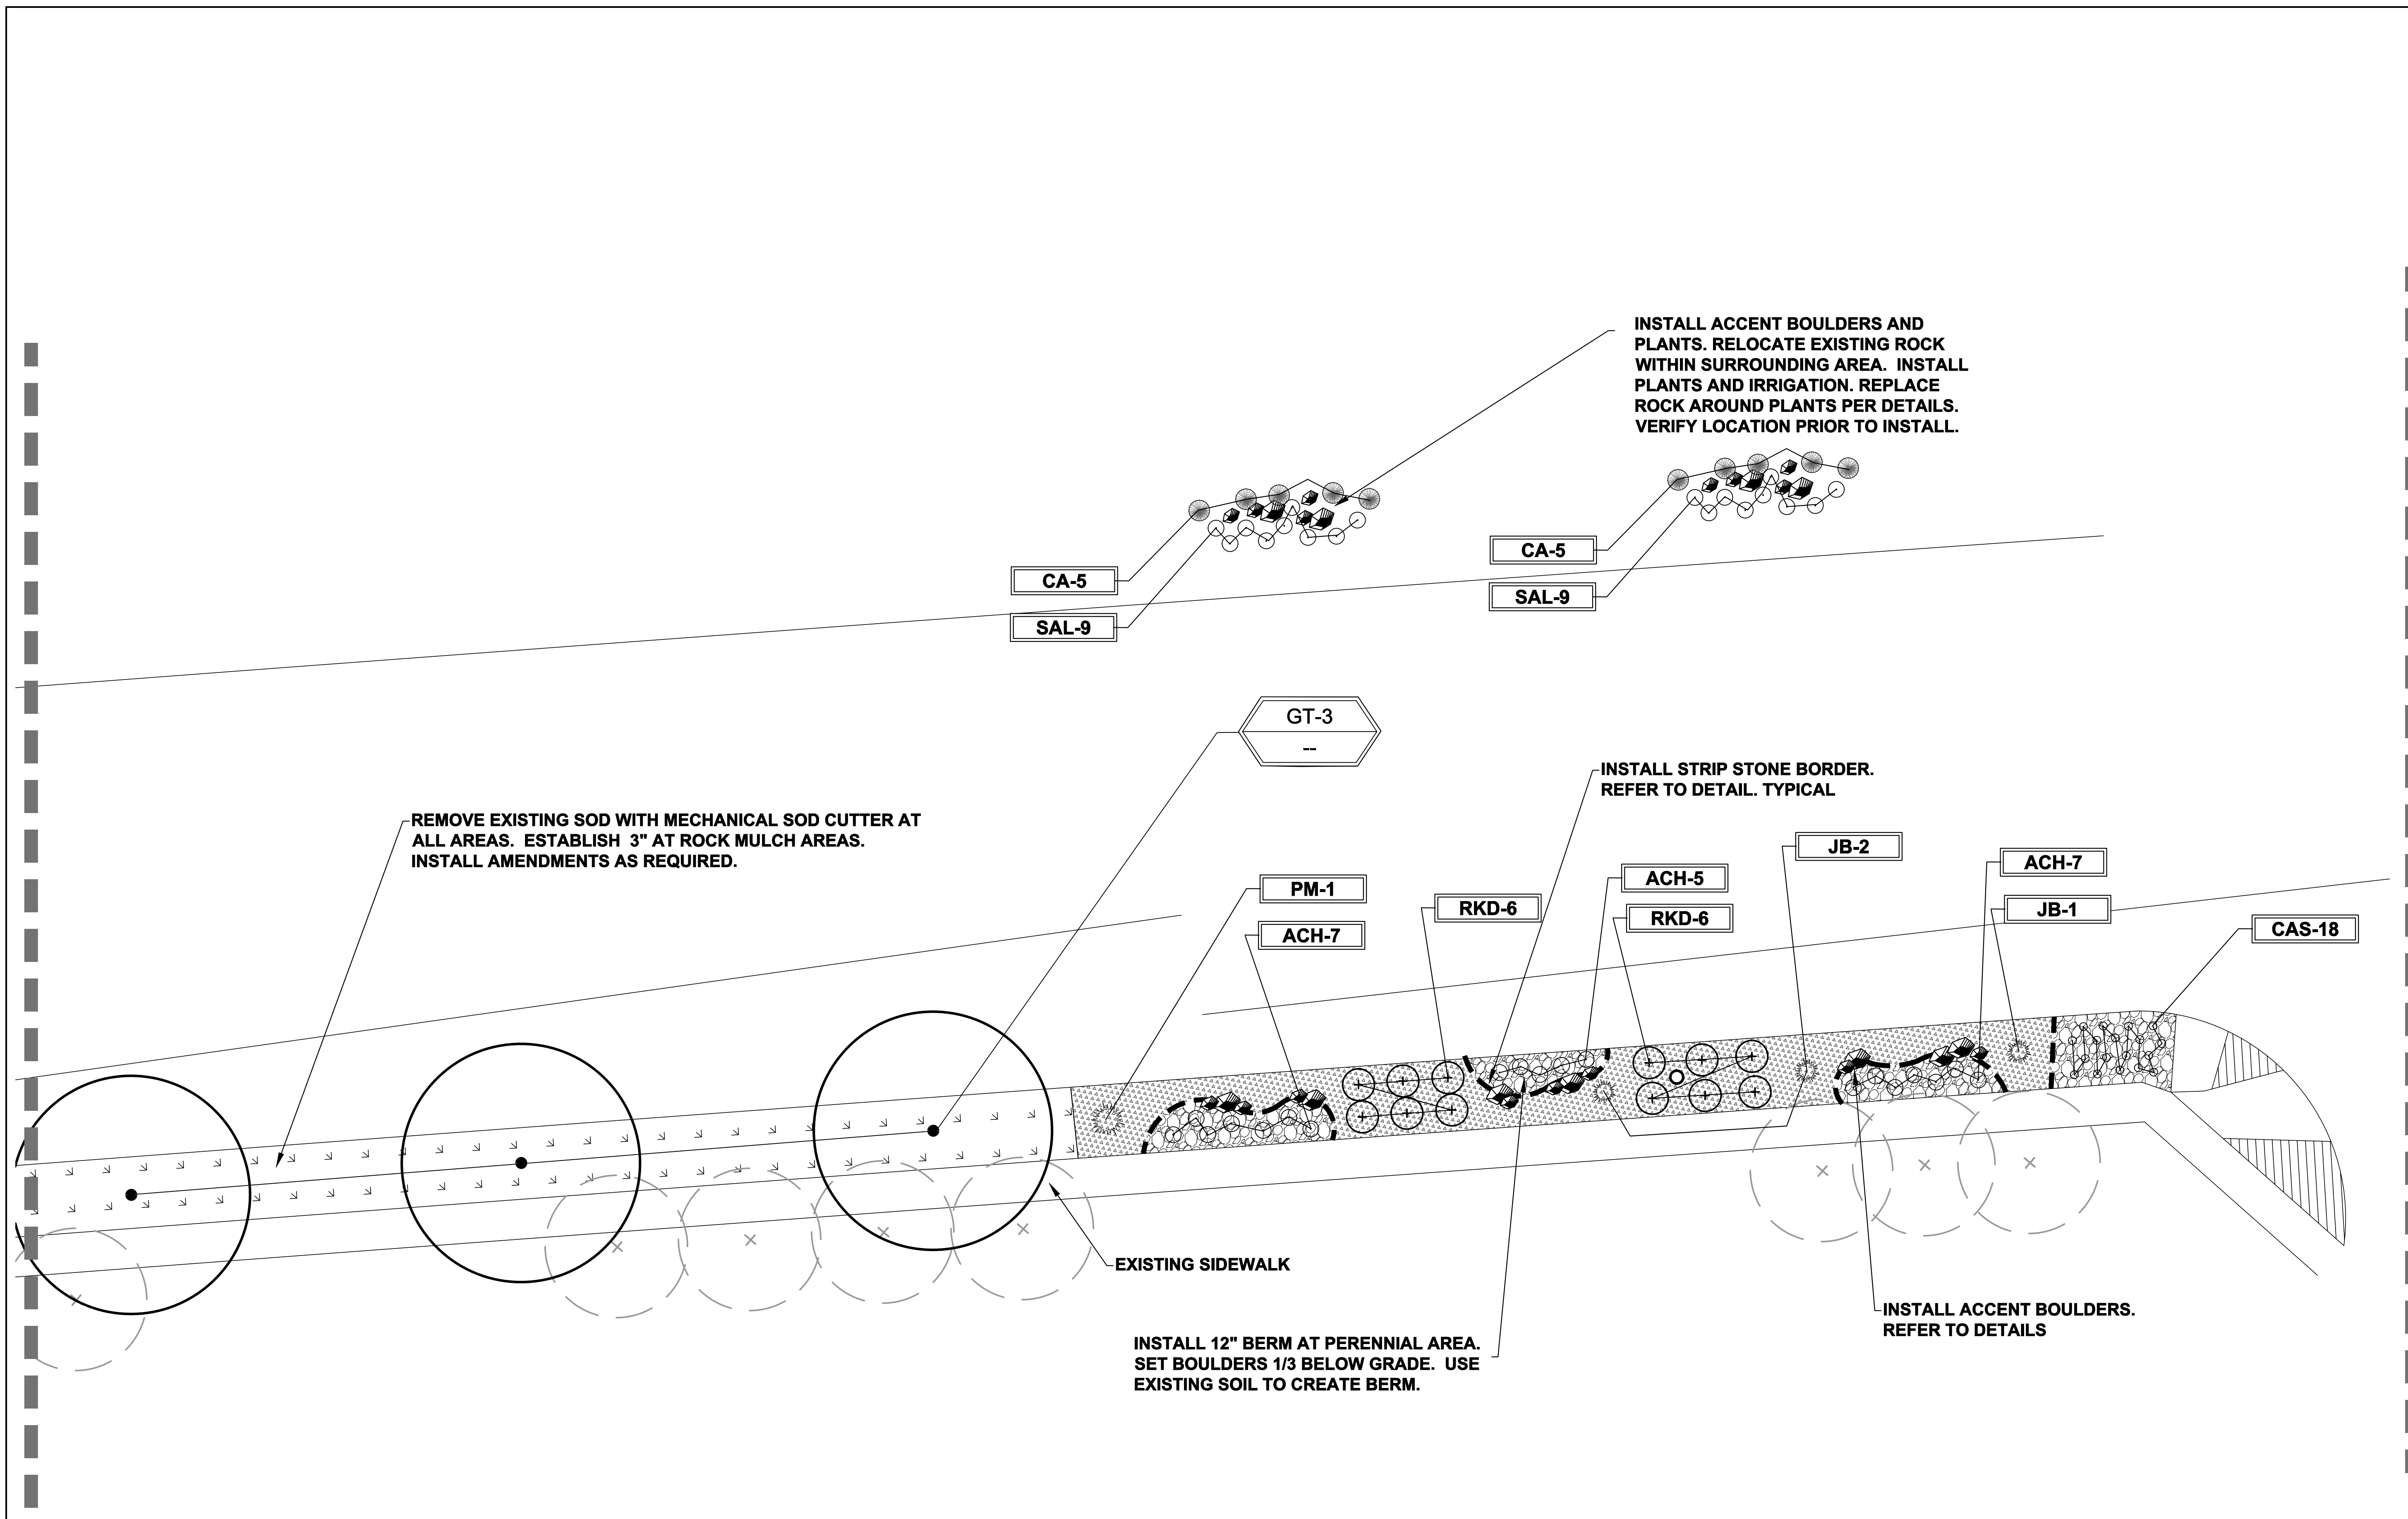 INSTALL ACCENT BOULDERS AND
PLANTS. RELOCATE EXISTING ROCK
WITHIN SURROUNDING AREA. INSTALL
PLANTS AND IRRIGATION. REPLACE
ROCK AROUND PLANTS PER DETAILS.
VERIFY LOCATION PRIOR TO INSTALL.
CA-5
SAL-9
CA-5
SAL-9
GT-3
--
INSTALL STRIP STONE BORDER.
REFER TO DETAIL. TYPICAL
REMOVE EXISTING SOD WITH MECHANICAL SOD CUTTER AT
ALL AREAS. ESTABLISH 3" AT ROCK MULCH AREAS.
INSTALL AMENDMENTS AS REQUIRED.
PM-1
ACH-7
RKD-6
ACH-5
RKD-6
JB-2
ACH-7
JB-1
CAS-18
EXISTING SIDEWALK
INSTALL 12" BERM AT PERENNIAL AREA.
SET BOULDERS 1/3 BELOW GRADE. USE
EXISTING SOIL TO CREATE BERM.
INSTALL ACCENT BOULDERS.
REFER TO DETAILS